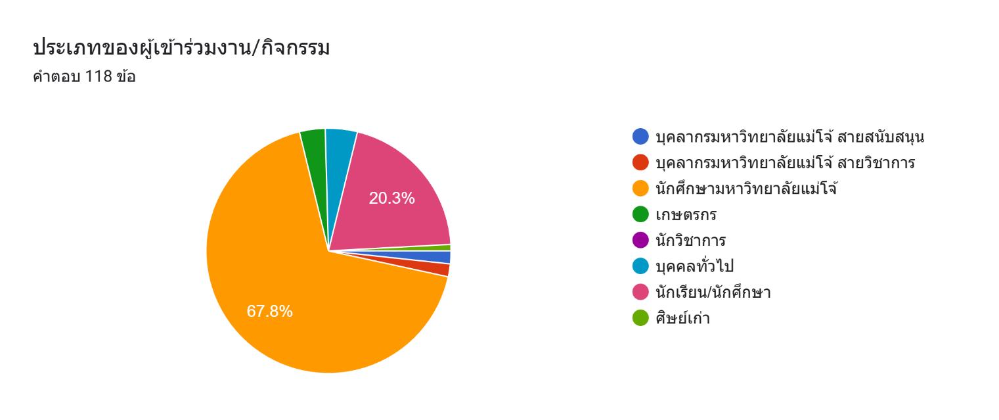 ประเภทของผู้เข้าร่วมงาน/กิจกรรม
คำตอบ 118 ข้อ
บุคลากรมหาวิทยาลัยแม่โจ้ สายสนับสนุน
บุคลากรมหาวิทยาลัยแม่โจ้ สายวิชาการ
นักศึกษามหาวิทยาลัยแม่โจ้
เกษตรกร
นักวิชาการ
บุคคลทั่วไป
นักเรียน/นักศึกษา
ศิษย์เก่า
20.3%
67.8%